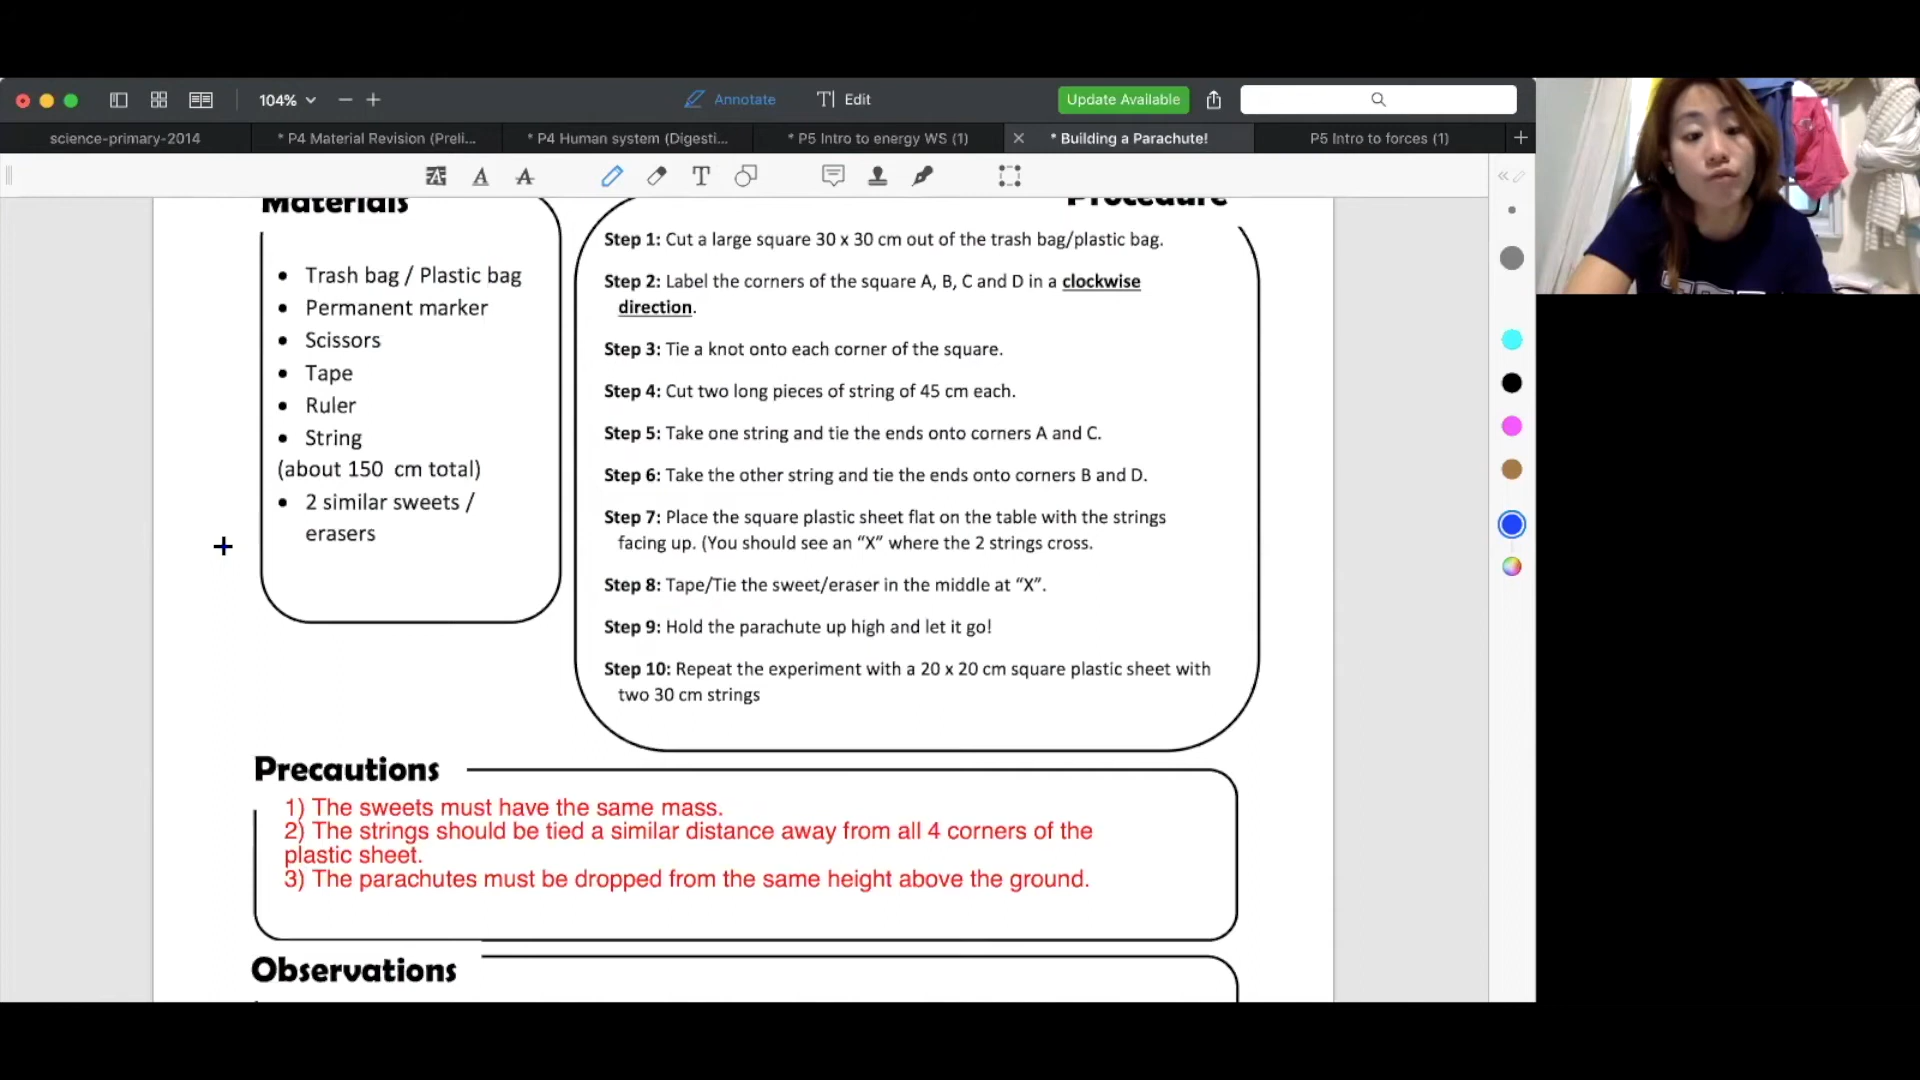 104%
Annotate
Edit
Update Available
science-primary-2014
* P4 Material Revision (Preli...
* P4 Human system (Digesti...
* P5 Intro to energy WS (1)
* Building a Parachute!
P5 Intro to forces (1)
Materials
• Trash bag / Plastic bag
• Permanent marker
• Scissors
• Tape
• Ruler
• String
(about 150 cm total)
• 2 similar sweets /
erasers
Procedure
Step 1: Cut a large square 30 x 30 cm out of the trash bag/plastic bag.
Step 2: Label the corners of the square A, B, C and D in a clockwise
direction.
Step 3: Tie a knot onto each corner of the square.
Step 4: Cut two long pieces of string of 45 cm each.
Step 5: Take one string and tie the ends onto corners A and C.
Step 6: Take the other string and tie the ends onto corners B and D.
Step 7: Place the square plastic sheet flat on the table with the strings
facing up. (You should see an “X” where the 2 strings cross.
Step 8: Tape/Tie the sweet/eraser in the middle at “X”.
Step 9: Hold the parachute up high and let it go!
Step 10: Repeat the experiment with a 20 x 20 cm square plastic sheet with
two 30 cm strings
Precautions
1) The sweets must have the same mass.
2) The strings should be tied a similar distance away from all 4 corners of the
plastic sheet.
3) The parachutes must be dropped from the same height above the ground.
Observations